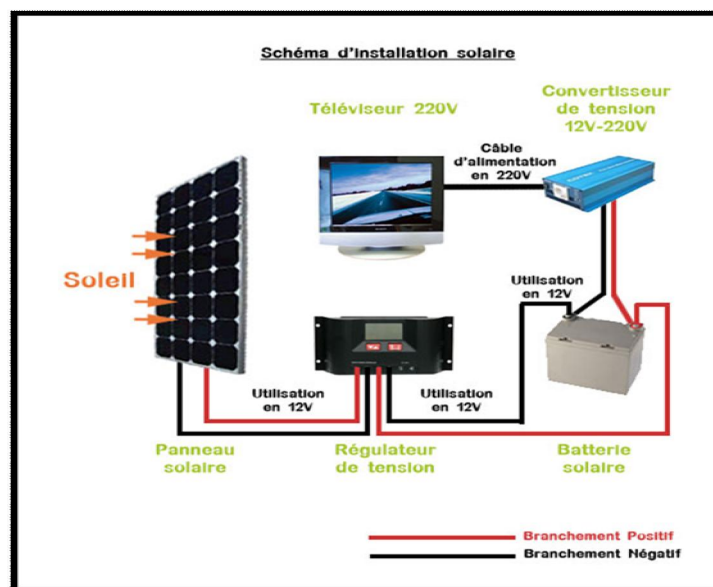 Schéma d'installation solaire
Téléviseur 220V
Convertisseur
de tension
12V-220V
Câble
d'alimentation
en 220V
Soleil
Utilisation
en 12V
Utilisation
en 12V
Utilisation
en 12V
Panneau
solaire
Régulateur
de tension
Batterie
solaire
Branchement Positif
Branchement Négatif